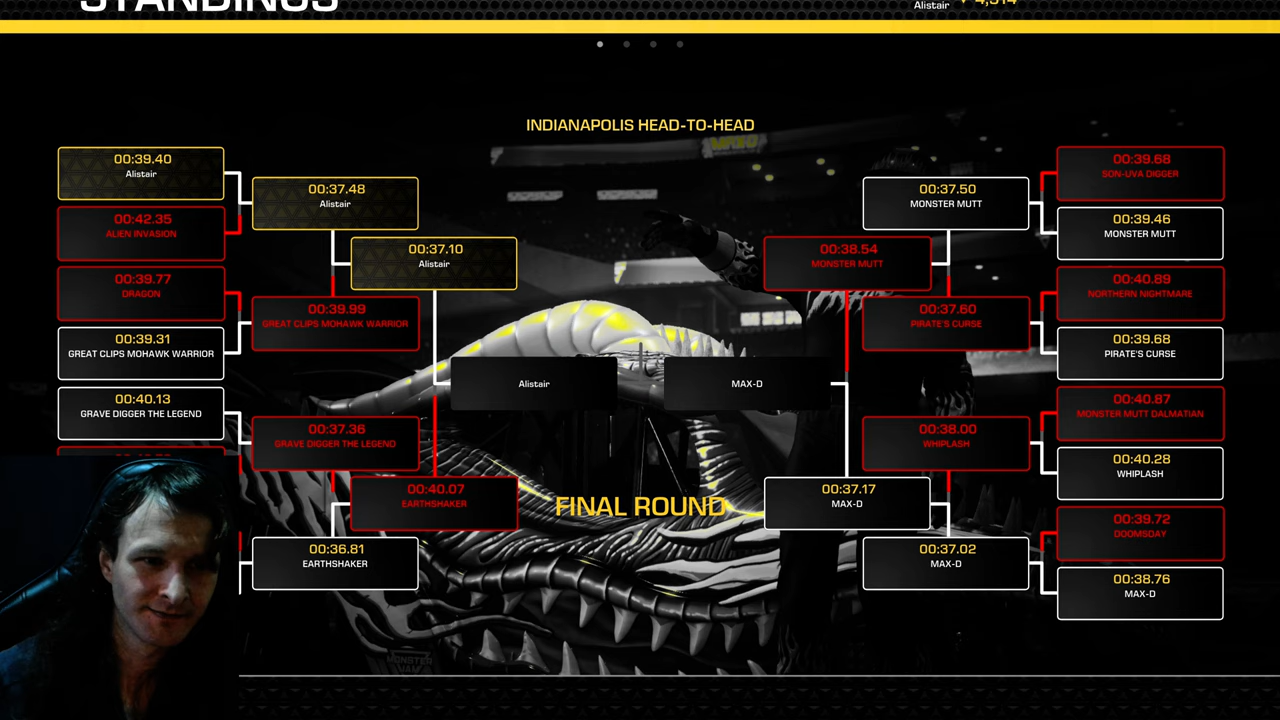 STANDINGS
Alistair
INDIANAPOLIS HEAD-TO-HEAD
00:39.40
Alistair
00:42.35
ALIEN INVASION
00:39.77
DRAGON
00:39.31
GREAT CLIPS MOHAWK WARRIOR
00:40.13
GRAVE DIGGER THE LEGEND
00:37.48
Alistair
00:39.99
GREAT CLIPS MOHAWK WARRIOR
00:37.36
GRAVE DIGGER THE LEGEND
00:36.81
EARTHSHAKER
00:37.10
Alistair
00:40.07
EARTHSHAKER
Alistair
MAX-D
FINAL ROUND
00:38.54
MONSTER MUTT
00:37.17
MAX-D
00:37.50
MONSTER MUTT
00:37.60
PIRATE'S CURSE
00:38.00
WHIPLASH
00:37.02
MAX-D
00:39.68
SON-UVA DIGGER
00:39.46
MONSTER MUTT
00:40.89
NORTHERN NIGHTMARE
00:39.68
PIRATE'S CURSE
00:40.87
MONSTER MUTT DALMATIAN
00:40.28
WHIPLASH
00:39.72
DOOMSDAY
00:38.76
MAX-D
MONSTER
JAM